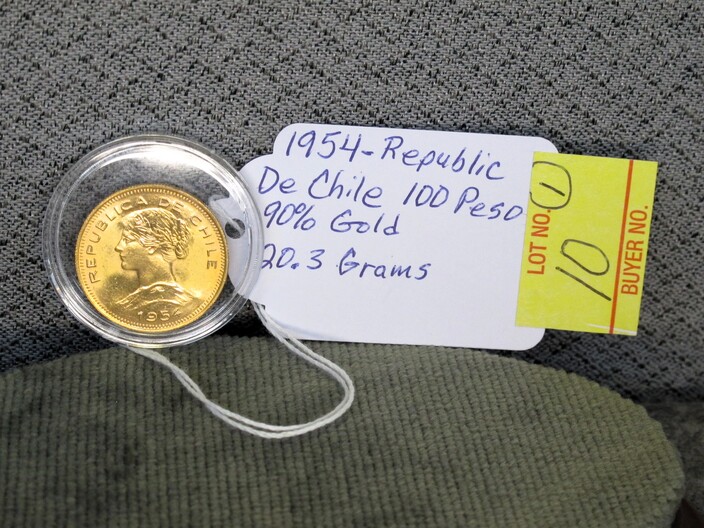 REPUBLICA DE CHILE
1954
1954-Republic
De Chile 100 Peso
90% Gold
20.3 Grams
LOT NO. 1
10
BUYER NO.